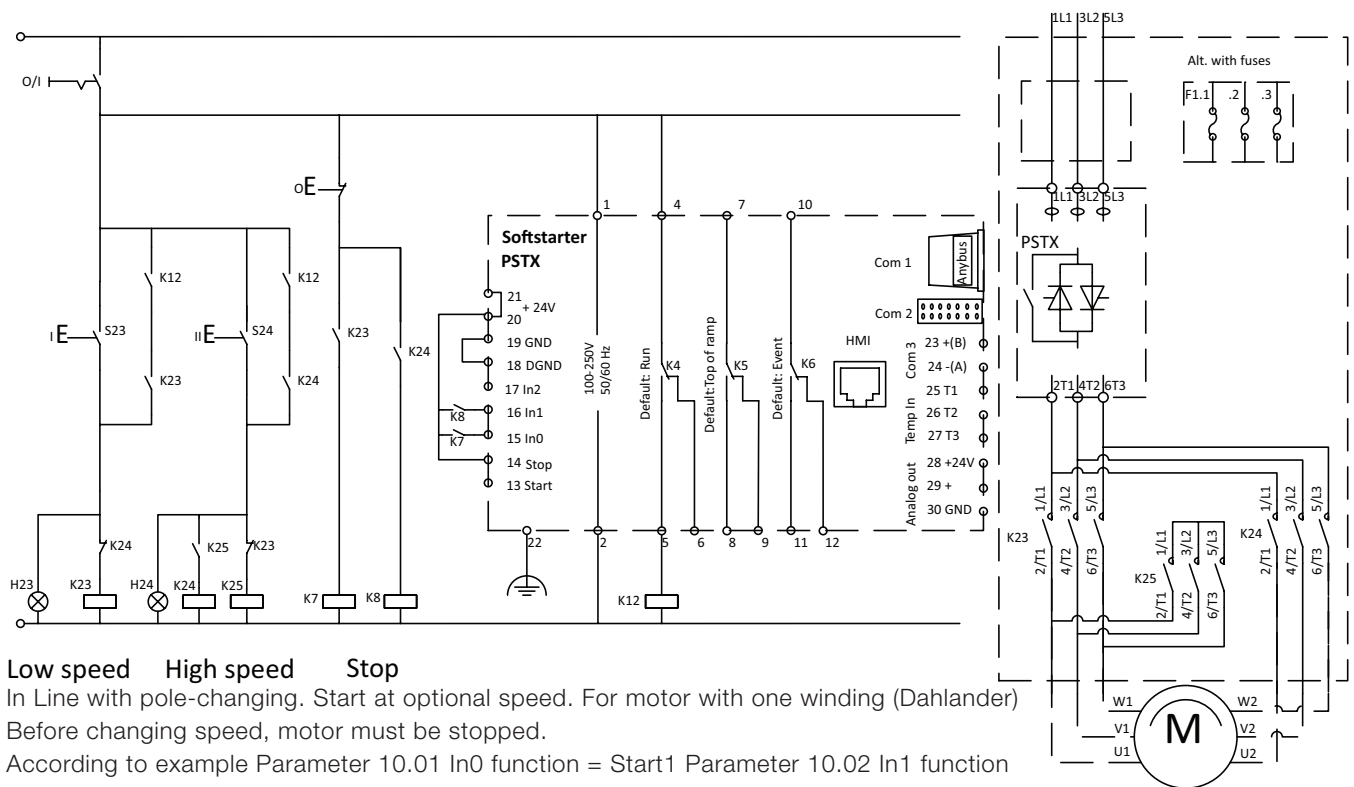 1L1 3L2 5L3
Alt. with fuses
O/I
F1.1 .2 .3
OE
1L1 3L2 5L3
1 4 7 10
Softstarter
PSTX
PSTX
Com 1
Anybus
K12 K12
21
+ 24V
20
Com 2
IE S23 IIE S24
K23
K24
19 GND
18 DGND
17 In2
K8 16 In1
K7 15 In0
14 Stop
13 Start
100-250V
50/60 Hz
Default: Run
K4
Default:Top of ramp
K5
Default: Event
K6
HMI
Com 3
23 +(B)
24 -(A)
Temp In
25 T1
26 T2
27 T3
Analog out
28 +24V
29 +
30 GND
K23 K24
2T1 4T2 6T3
1/L1 3/L2 5/L3
K23
2/T1 4/T2 6/T3
1/L1 3/L2 5/L3
K25
2/T1 4/T2 6/T3
1/L1 3/L2 5/L3
K24
2/T1 4/T2 6/T3
22 2 5 6 8 9 11 12
K24 K25 K23
H23 K23 H24 K24 K25 K7 K8 K12
W1 W2
V1 M V2
U1 U2
Low speed High speed Stop
In Line with pole-changing. Start at optional speed. For motor with one winding (Dahlander)
Before changing speed, motor must be stopped.
According to example Parameter 10.01 In0 function = Start1 Parameter 10.02 In1 function